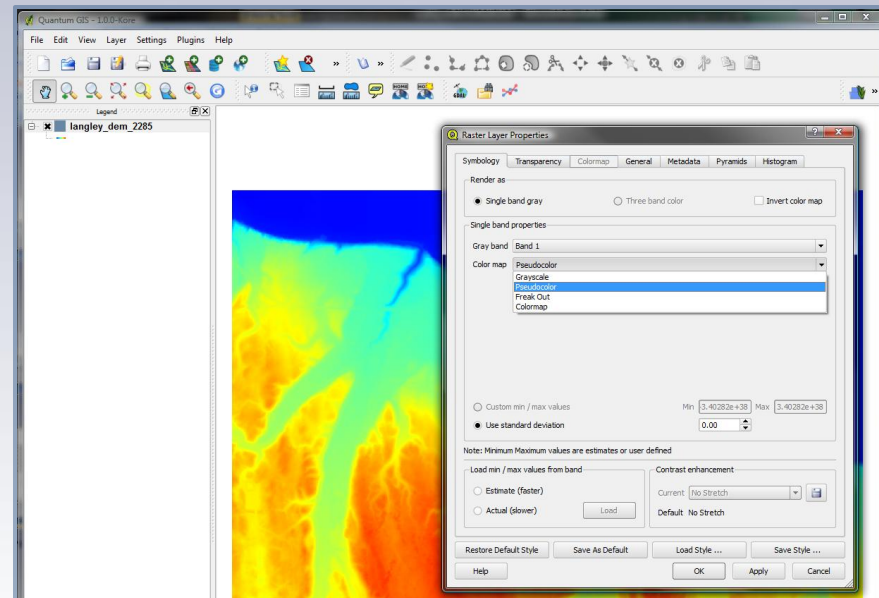 Quantum GIS - 1.0.0-Kore
File Edit View Layer Settings Plugins Help
Legend
langley_dem_2285
Raster Layer Properties
Symbology Transparency Colormap General Metadata Pyramids Histogram
Render as
Single band gray Three band color Invert color map
Single band properties
Gray band Band 1
Color map Pseudocolor
Grayscale
Pseudocolor
Freak Out
Colormap
Custom min / max values Min 3.40282e+38 Max 3.40282e+38
Use standard deviation 0.00
Note: Minimum Maximum values are estimates or user defined
Load min / max values from band Contrast enhancement
Estimate (faster) Current No Stretch
Actual (slower) Load Default No Stretch
Restore Default Style Save As Default Load Style ... Save Style ...
Help OK Apply Cancel